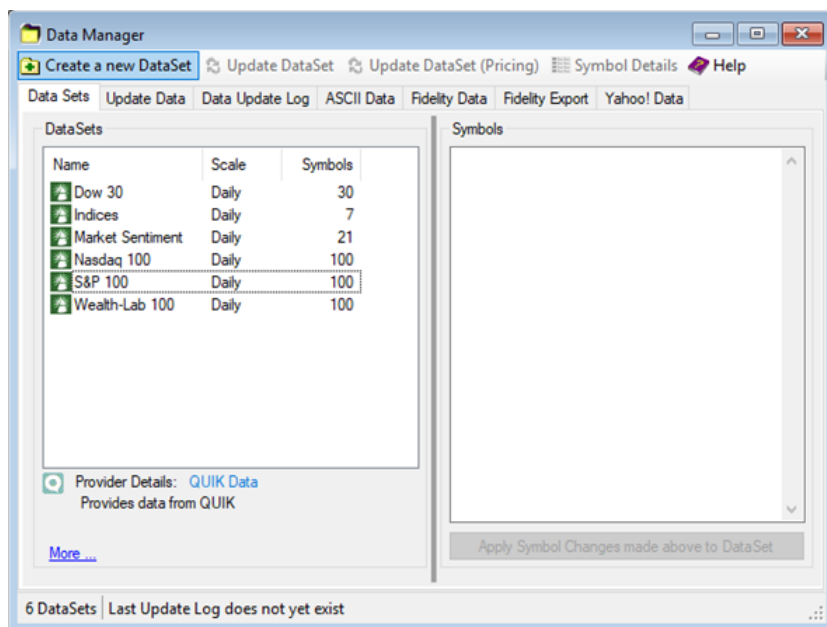 Data Manager
Create a new DataSet Update DataSet Update DataSet (Pricing) Symbol Details Help
Data Sets Update Data Data Update Log ASCII Data Fidelity Data Fidelity Export Yahoo! Data
DataSets
Name Scale Symbols
Dow 30 Daily 30
Indices Daily 7
Market Sentiment Daily 21
Nasdaq 100 Daily 100
S&P 100 Daily 100
Wealth-Lab 100 Daily 100
Provider Details: QUIK Data
Provides data from QUIK
More ...
Symbols
Apply Symbol Changes made above to DataSet
6 DataSets Last Update Log does not yet exist